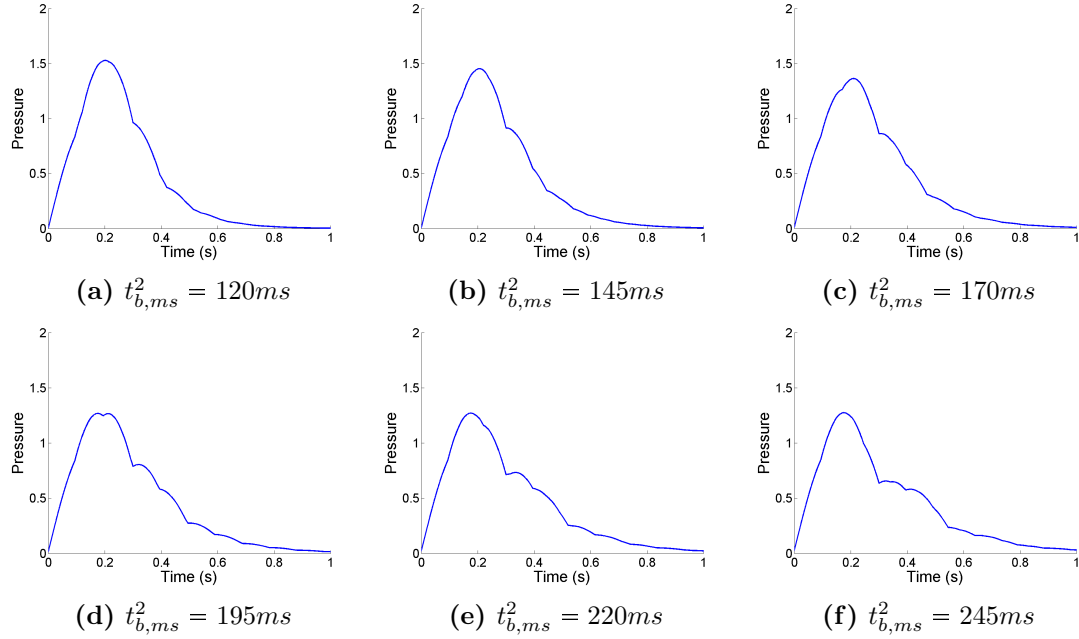 2
1.5
1
0.5
0
Pressure
0 0.2 0.4 0.6 0.8 1
Time (s)
(a) t²_{b,ms} = 120ms
2
1.5
1
0.5
0
Pressure
0 0.2 0.4 0.6 0.8 1
Time (s)
(b) t²_{b,ms} = 145ms
2
1.5
1
0.5
0
Pressure
0 0.2 0.4 0.6 0.8 1
Time (s)
(c) t²_{b,ms} = 170ms
2
1.5
1
0.5
0
Pressure
0 0.2 0.4 0.6 0.8 1
Time (s)
(d) t²_{b,ms} = 195ms
2
1.5
1
0.5
0
Pressure
0 0.2 0.4 0.6 0.8 1
Time (s)
(e) t²_{b,ms} = 220ms
2
1.5
1
0.5
0
Pressure
0 0.2 0.4 0.6 0.8 1
Time (s)
(f) t²_{b,ms} = 245ms